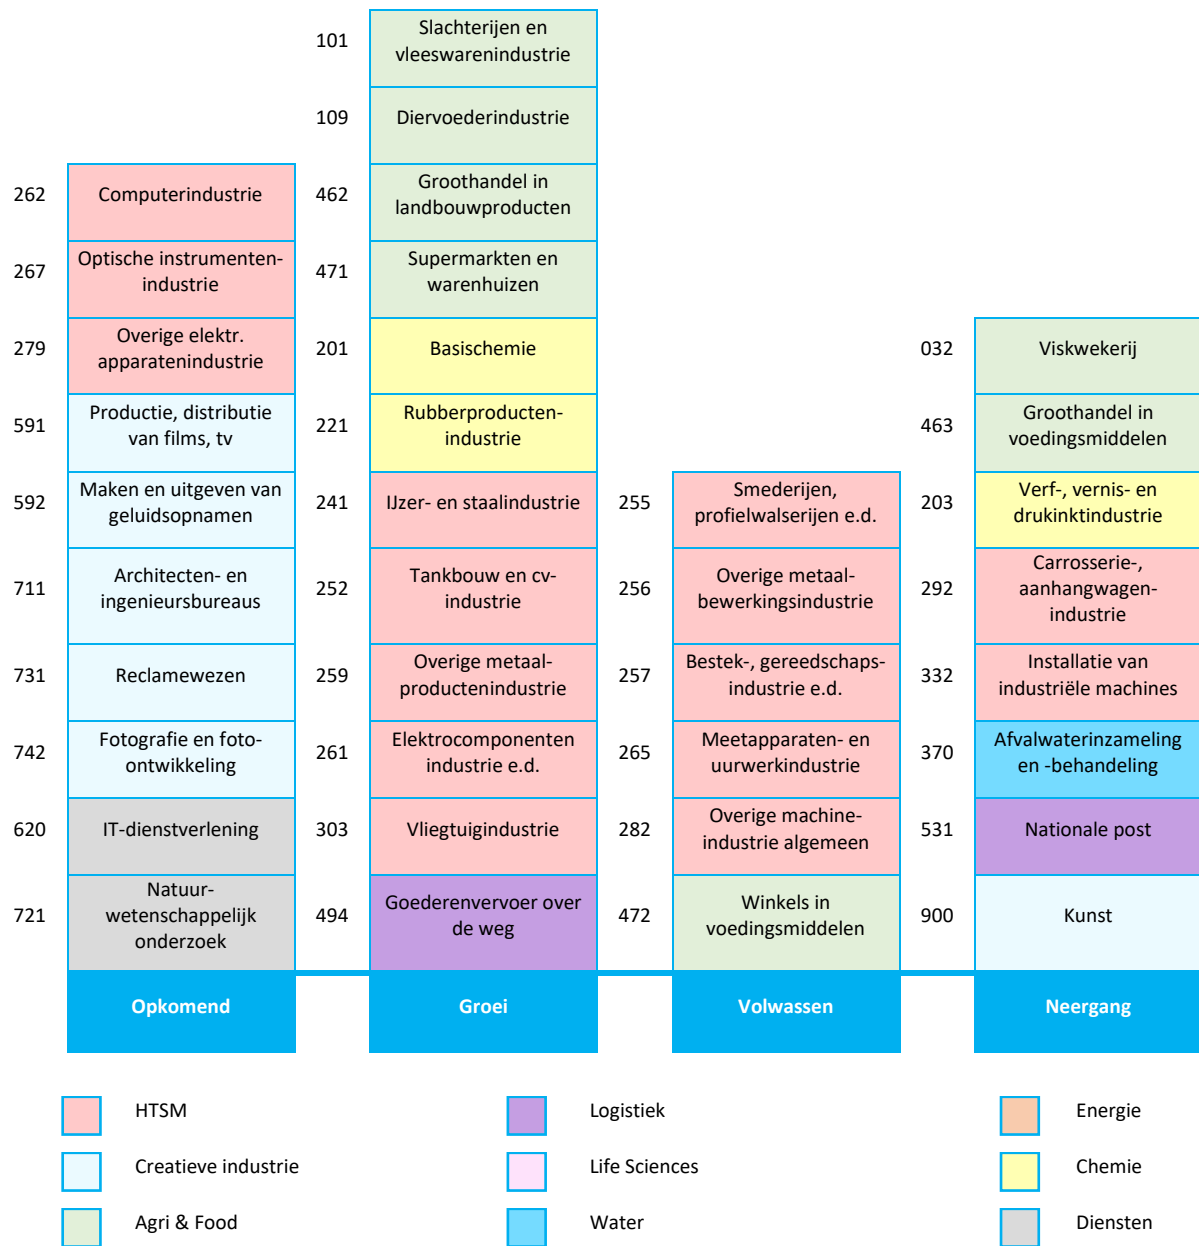 101
Slachterijen en
vleeswarenindustrie
109
Diervoederindustrie
262
Computerindustrie
462
Groothandel in
landbouwproducten
267
Optische instrumenten-
industrie
471
Supermarkten en
warenhuizen
279
Overige elektr.
apparatenindustrie
201
Basischemie
032
Viskwekerij
591
Productie, distributie
van films, tv
221
Rubberproducten-
industrie
463
Groothandel in
voedingsmiddelen
592
Maken en uitgeven van
geluidsopnamen
241
IJzer- en staalindustrie
255
Smederijen,
profielwalserijen e.d.
203
Verf-, vernis- en
drukinktindustrie
711
Architecten- en
ingenieursbureaus
252
Tankbouw en cv-
industrie
256
Overige metaal-
bewerkingsindustrie
292
Carrosserie-,
aanhangwagen-
industrie
731
Reclamewezen
259
Overige metaal-
productenindustrie
257
Bestek-, gereedschaps-
industrie e.d.
332
Installatie van
industriële machines
742
Fotografie en foto-
ontwikkeling
261
Elektrocomponenten
industrie e.d.
265
Meetapparaten- en
uurwerkindustrie
370
Afvalwaterinzameling
en -behandeling
620
IT-dienstverlening
303
Vliegtuigindustrie
282
Overige machine-
industrie algemeen
531
Nationale post
721
Natuur-
wetenschappelijk
onderzoek
494
Goederenvervoer over
de weg
472
Winkels in
voedingsmiddelen
900
Kunst
Opkomend
Groei
Volwassen
Neergang
HTSM
Logistiek
Energie
Creatieve industrie
Life Sciences
Chemie
Agri & Food
Water
Diensten